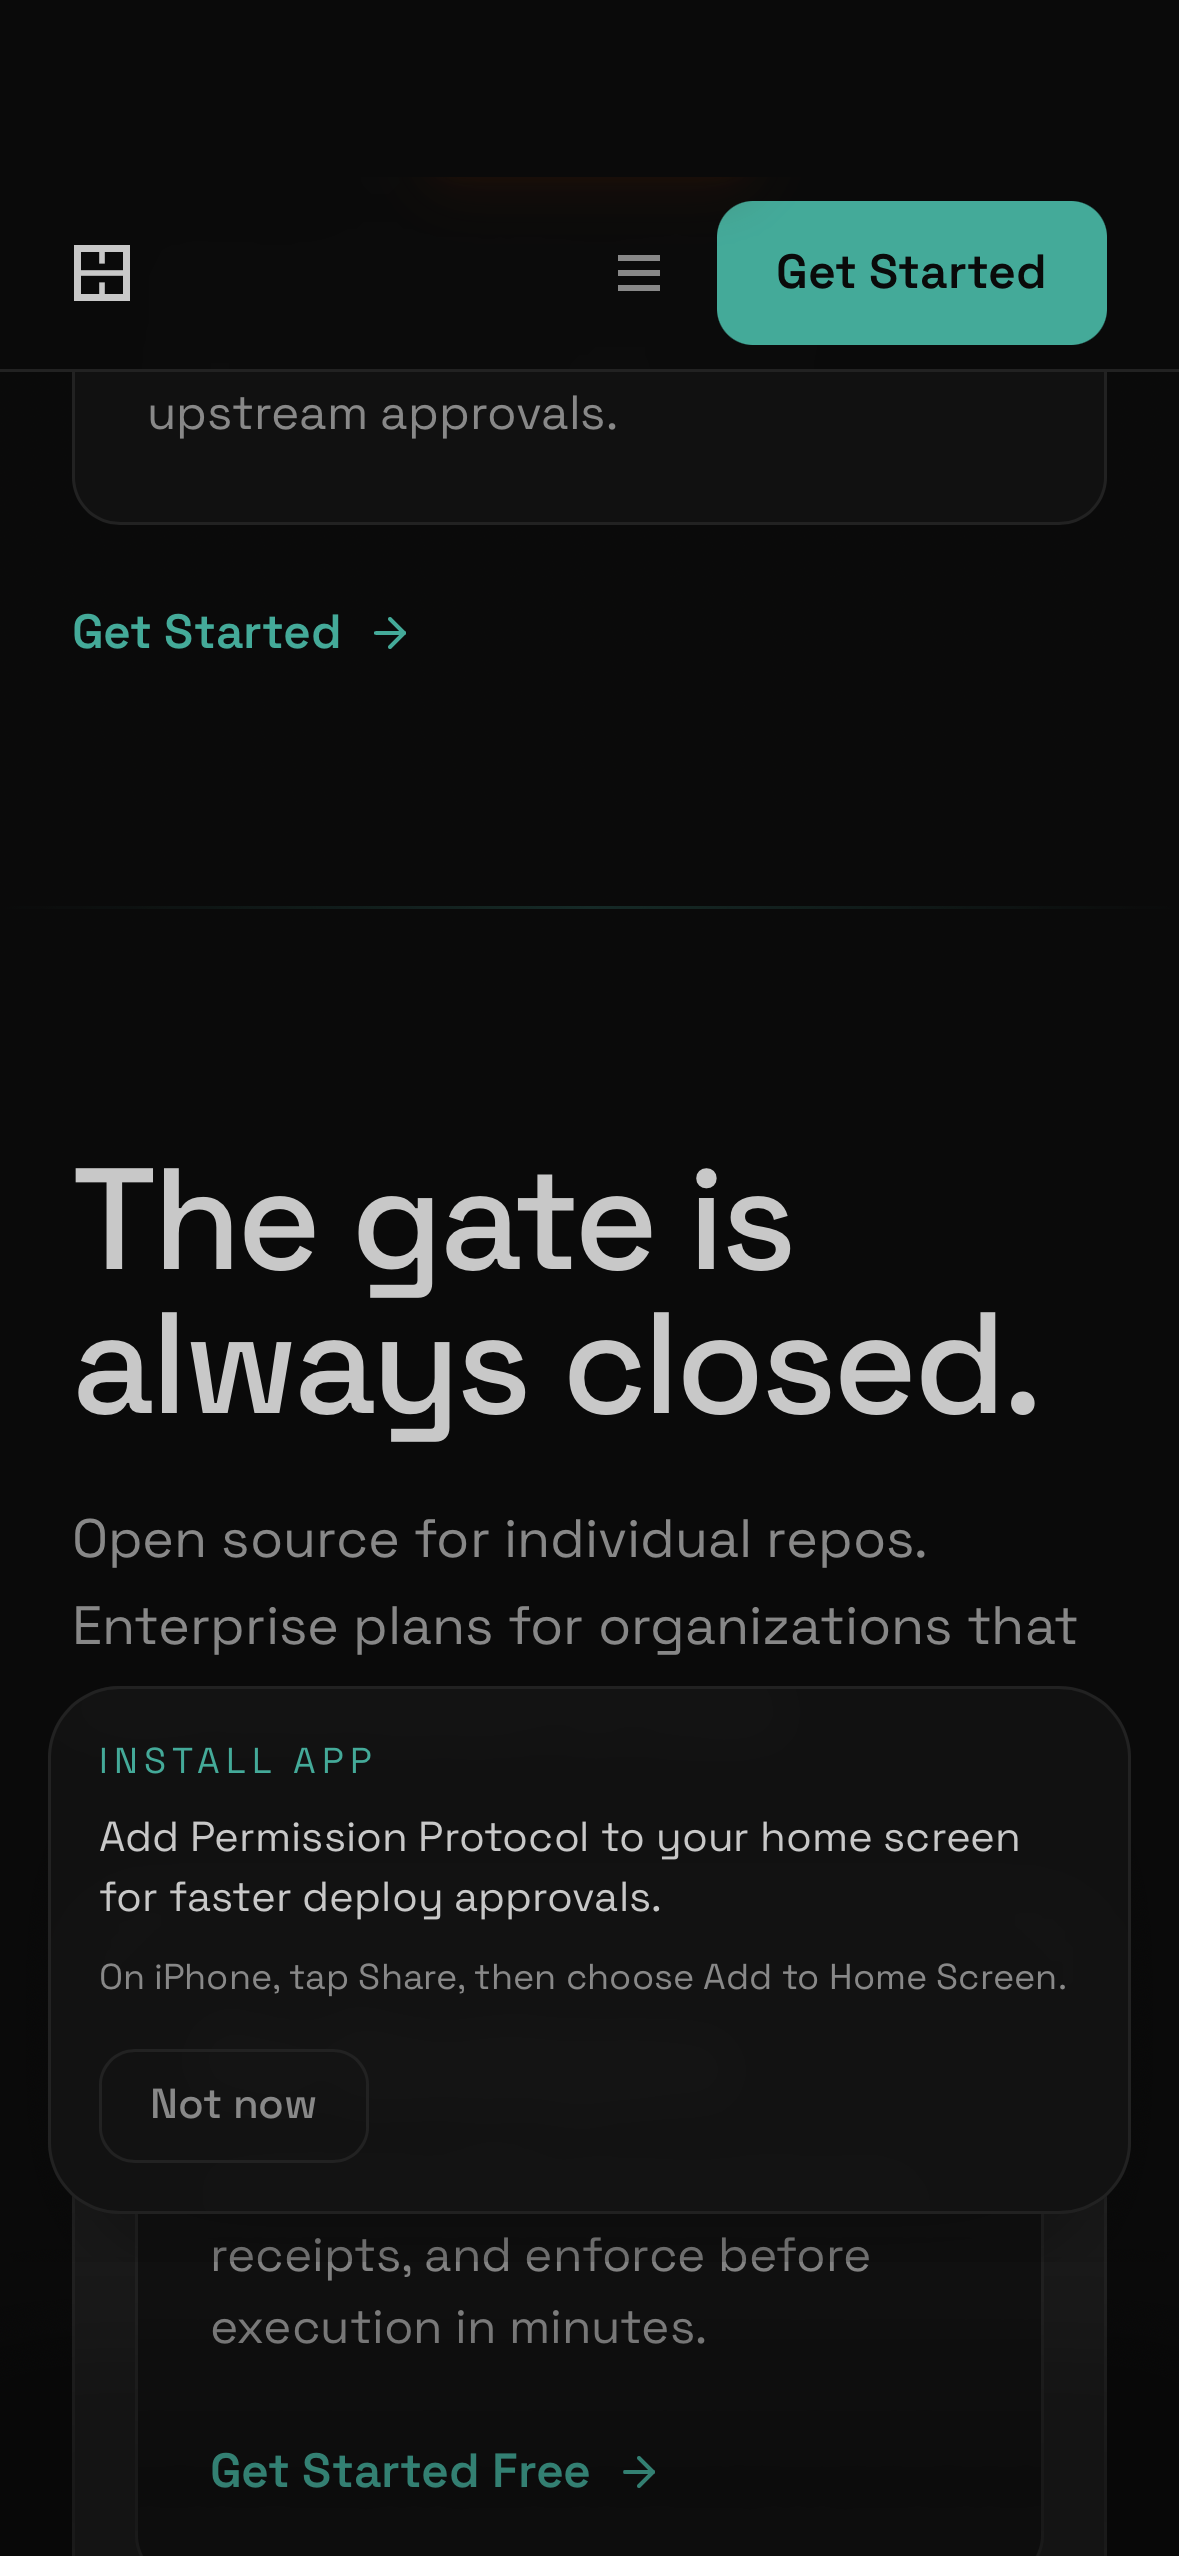 Get Started
upstream approvals.
Get Started →
The gate is
always closed.
Open source for individual repos.
Enterprise plans for organizations that
INSTALL APP
Add Permission Protocol to your home screen
for faster deploy approvals.
On iPhone, tap Share, then choose Add to Home Screen.
Not now
receipts, and enforce before
execution in minutes.
Get Started Free →